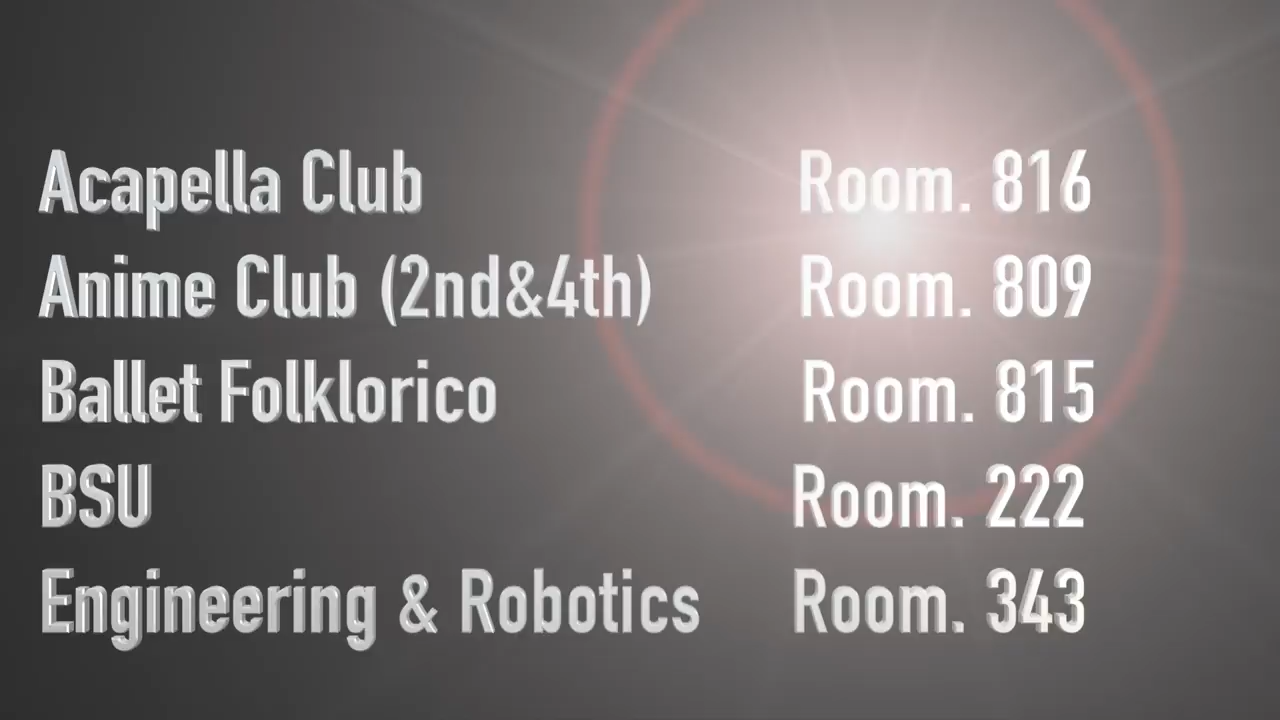 Acapella Club Room. 816
Anime Club (2nd&4th) Room. 809
Ballet Folklorico Room. 815
BSU Room. 222
Engineering & Robotics Room. 343